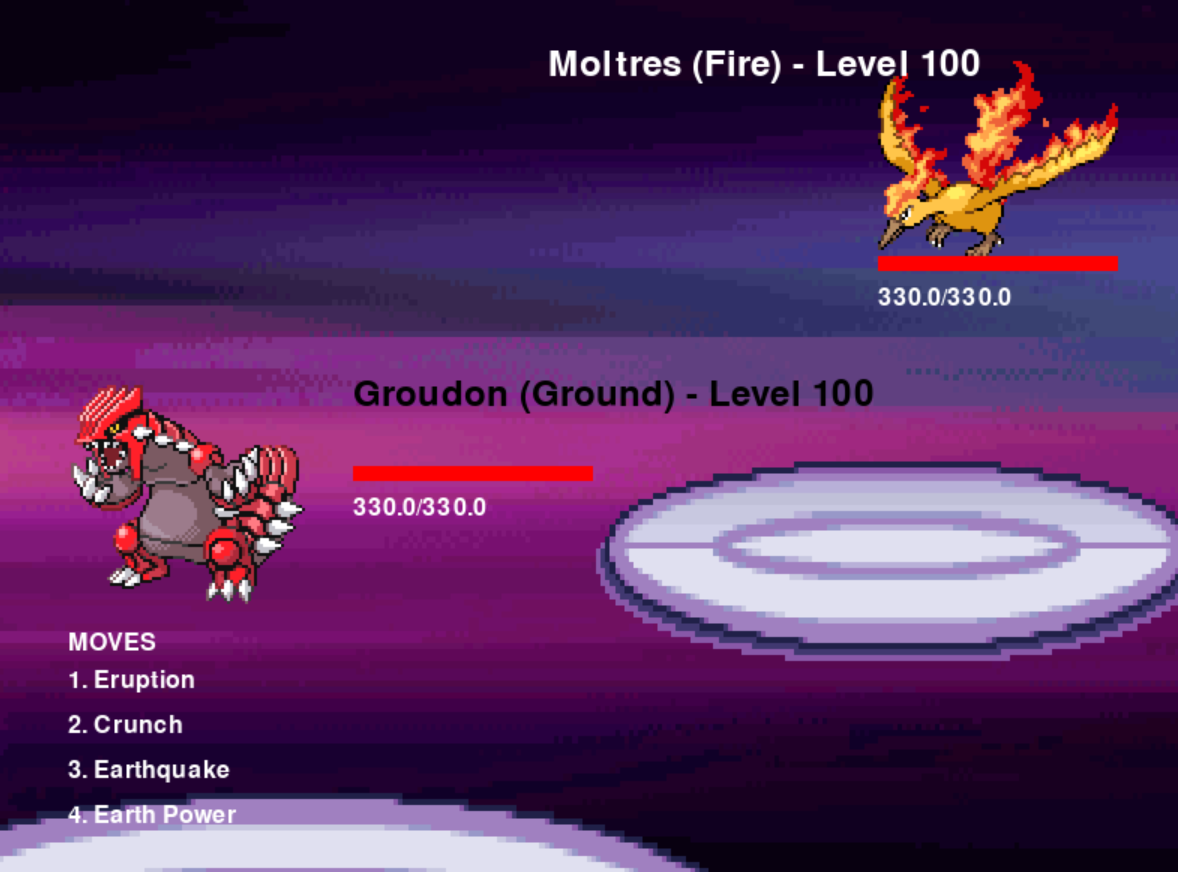 Moltres (Fire) - Level 100
330.0/330.0
Groudon (Ground) - Level 100
330.0/330.0
MOVES
1. Eruption
2. Crunch
3. Earthquake
4. Earth Power